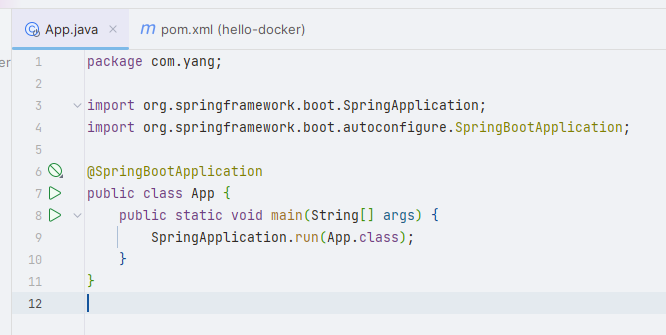 App.java
pom.xml (hello-docker)
er
1 package com.yang;
2
3 import org.springframework.boot.SpringApplication;
4 import org.springframework.boot.autoconfigure.SpringBootApplication;
5
6 @SpringBootApplication
7 public class App {
8 public static void main(String[] args) {
9 SpringApplication.run(App.class);
10 }
11 }
12